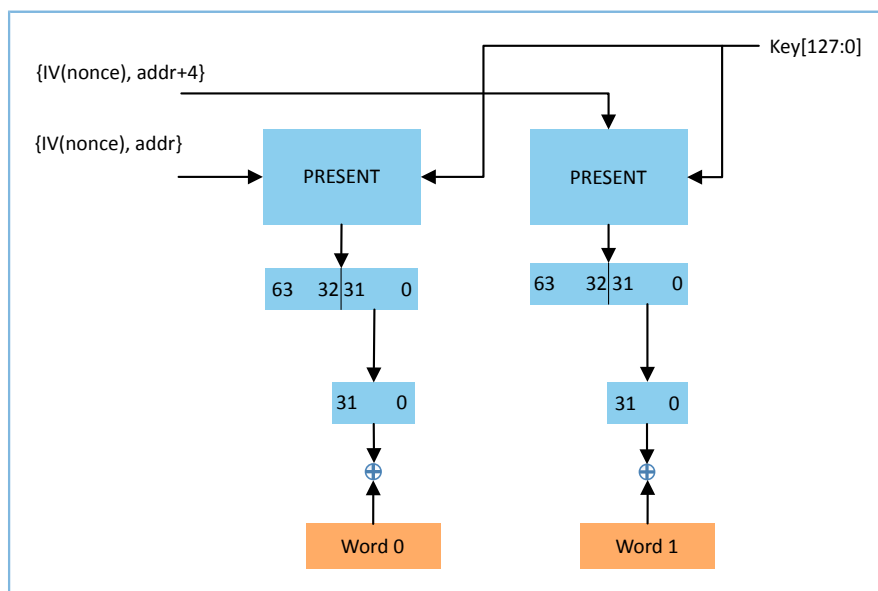 Key[127:0]
{IV(nonce), addr+4}
{IV(nonce), addr}
PRESENT
PRESENT
63 32 31 0
63 32 31 0
31 0
31 0
Word 0
Word 1